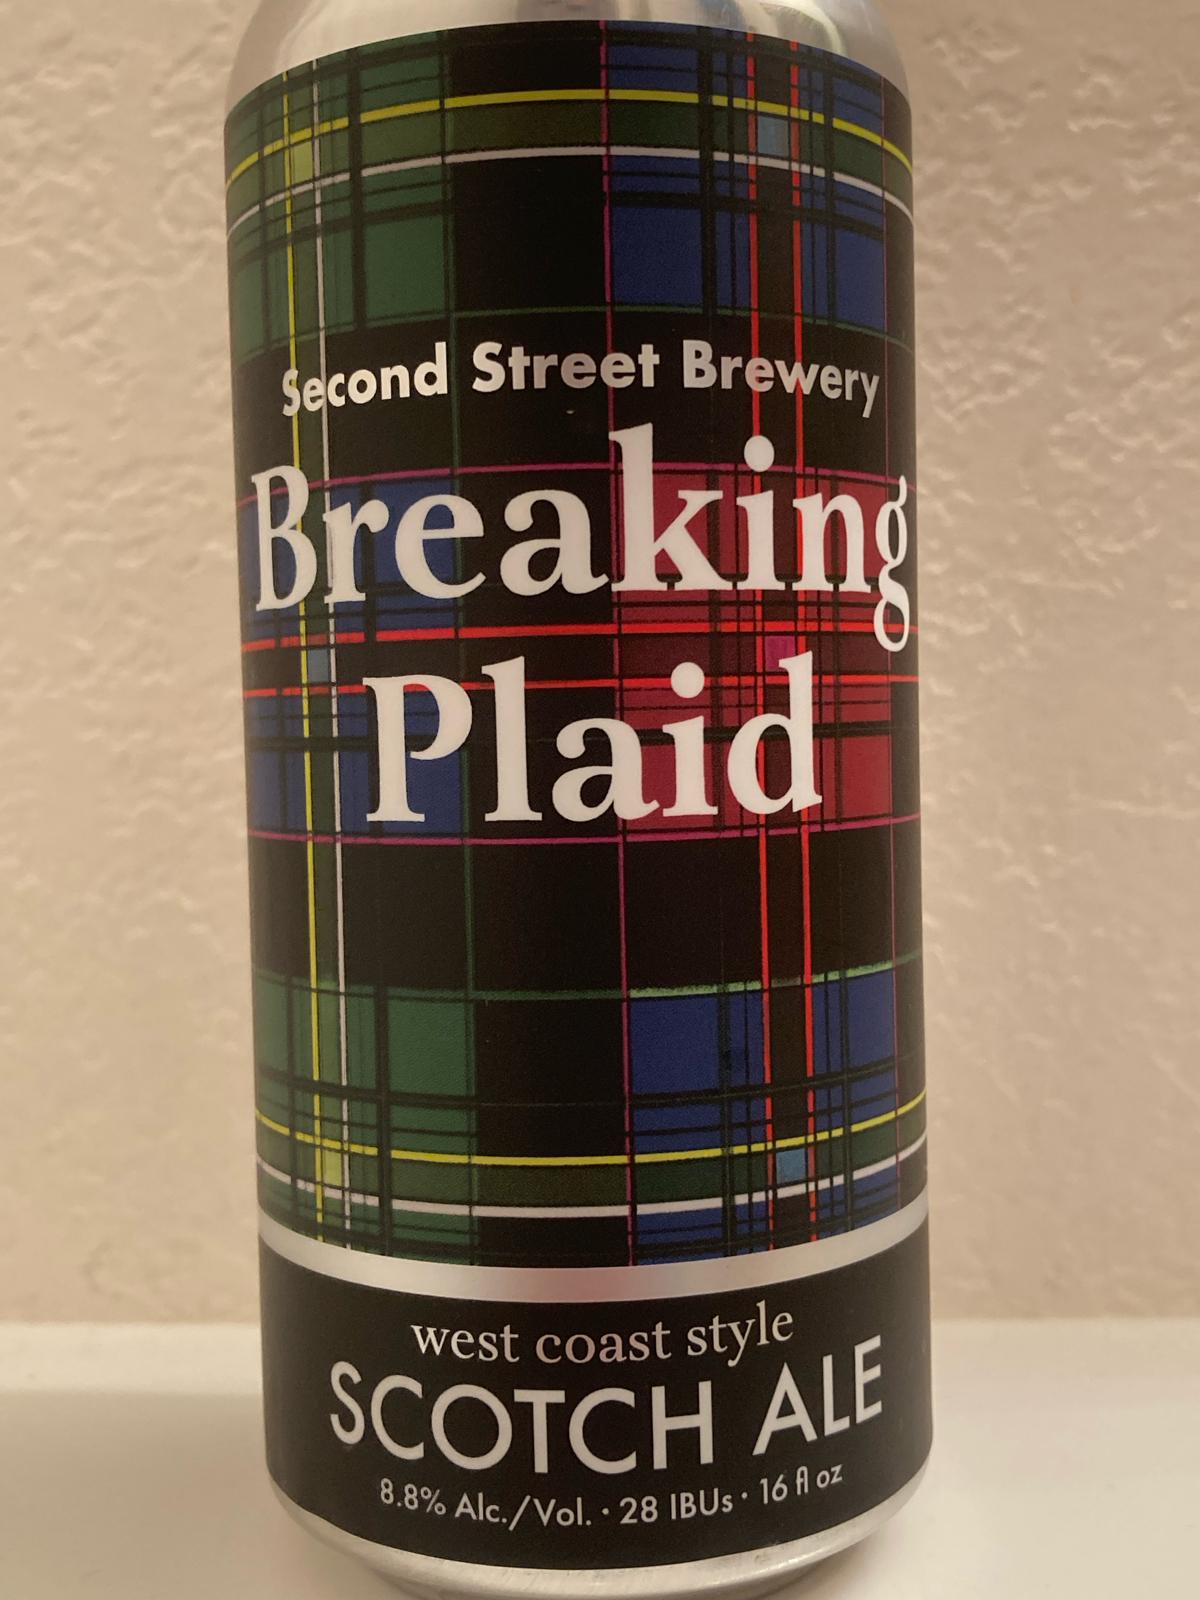 Second Street Brewery
Breaking
Plaid
west coast style
SCOTCH ALE
8.8% Alc./Vol. · 28 IBUs · 16 fl oz